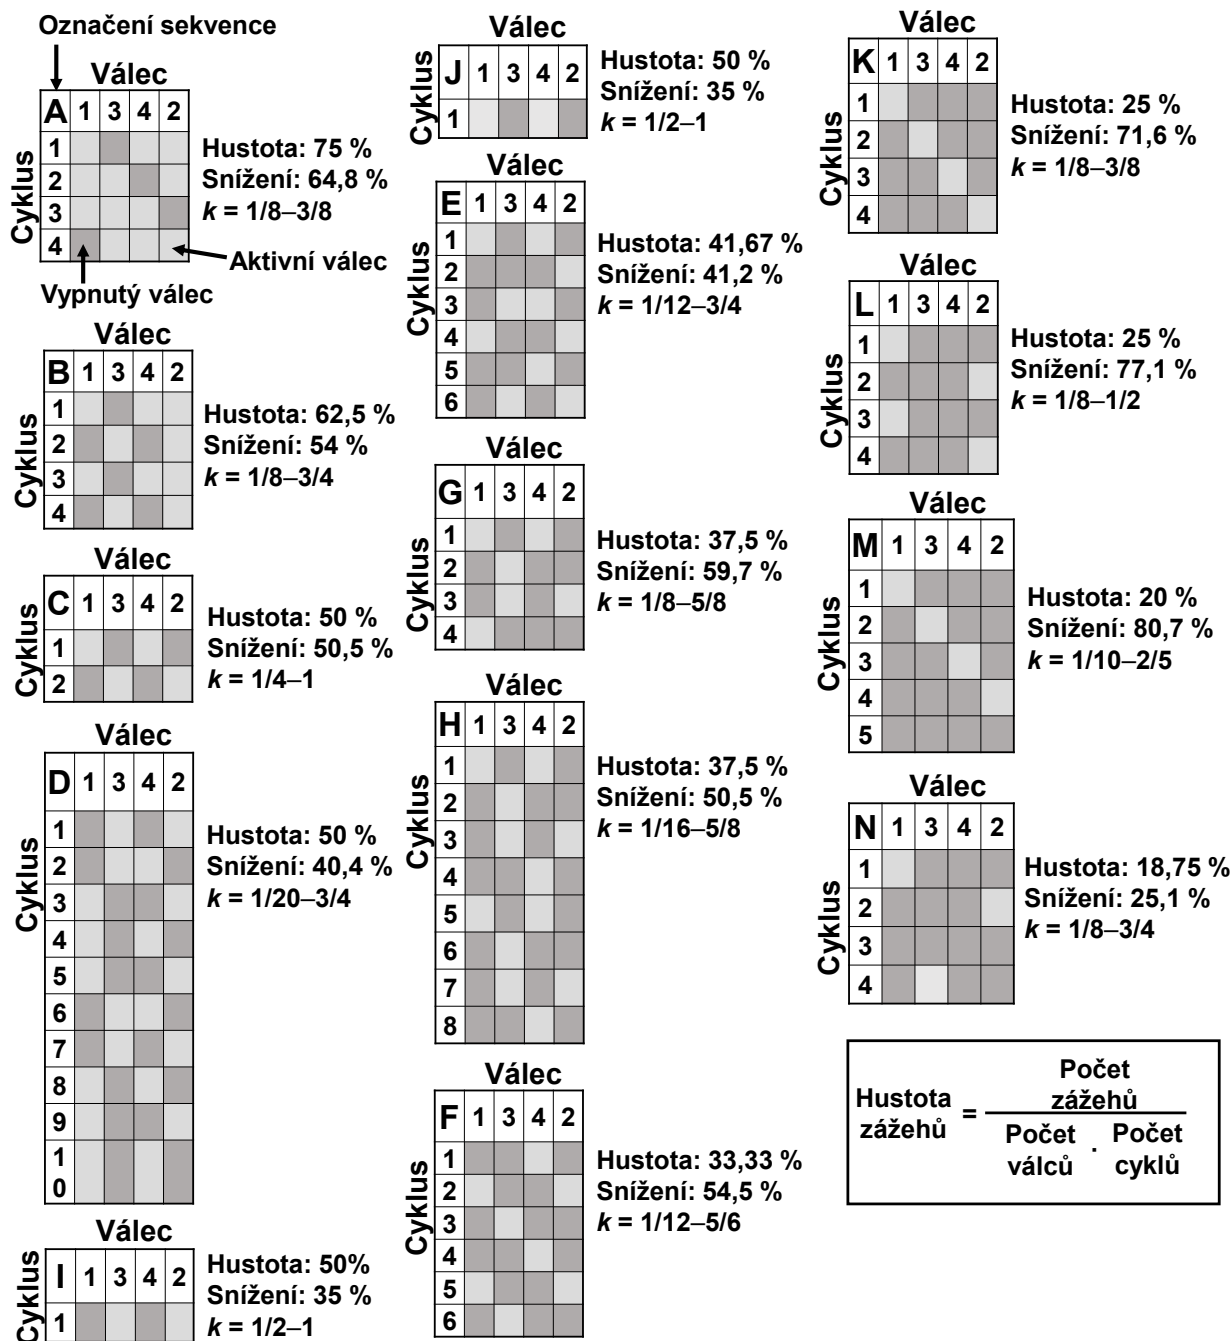 Označení sekvence
Válec
Cyklus
A 1 3 4 2
1
2
3
4
Hustota: 75 %
Snížení: 64,8 %
k = 1/8–3/8
Aktivní válec
Vypnutý válec
Válec
Cyklus
B 1 3 4 2
1
2
3
4
Hustota: 62,5 %
Snížení: 54 %
k = 1/8–3/4
Válec
Cyklus
C 1 3 4 2
1
2
Hustota: 50 %
Snížení: 50,5 %
k = 1/4–1
Válec
Cyklus
D 1 3 4 2
1
2
3
4
5
6
7
8
9
1
0
Hustota: 50 %
Snížení: 40,4 %
k = 1/20–3/4
Válec
Cyklus
I 1 3 4 2
1
Hustota: 50%
Snížení: 35 %
k = 1/2–1
Válec
Cyklus
J 1 3 4 2
1
Hustota: 50 %
Snížení: 35 %
k = 1/2–1
Válec
Cyklus
E 1 3 4 2
1
2
3
4
5
6
Hustota: 41,67 %
Snížení: 41,2 %
k = 1/12–3/4
Válec
Cyklus
G 1 3 4 2
1
2
3
4
Hustota: 37,5 %
Snížení: 59,7 %
k = 1/8–5/8
Válec
Cyklus
H 1 3 4 2
1
2
3
4
5
6
7
8
Hustota: 37,5 %
Snížení: 50,5 %
k = 1/16–5/8
Válec
Cyklus
F 1 3 4 2
1
2
3
4
5
6
Hustota: 33,33 %
Snížení: 54,5 %
k = 1/12–5/6
Válec
Cyklus
K 1 3 4 2
1
2
3
4
Hustota: 25 %
Snížení: 71,6 %
k = 1/8–3/8
Válec
Cyklus
L 1 3 4 2
1
2
3
4
Hustota: 25 %
Snížení: 77,1 %
k = 1/8–1/2
Válec
Cyklus
M 1 3 4 2
1
2
3
4
5
Hustota: 20 %
Snížení: 80,7 %
k = 1/10–2/5
Válec
Cyklus
N 1 3 4 2
1
2
3
4
Hustota: 18,75 %
Snížení: 25,1 %
k = 1/8–3/4
Hustota
zážehů
=
Počet
zážehů
Počet
válců
·
Počet
cyklů